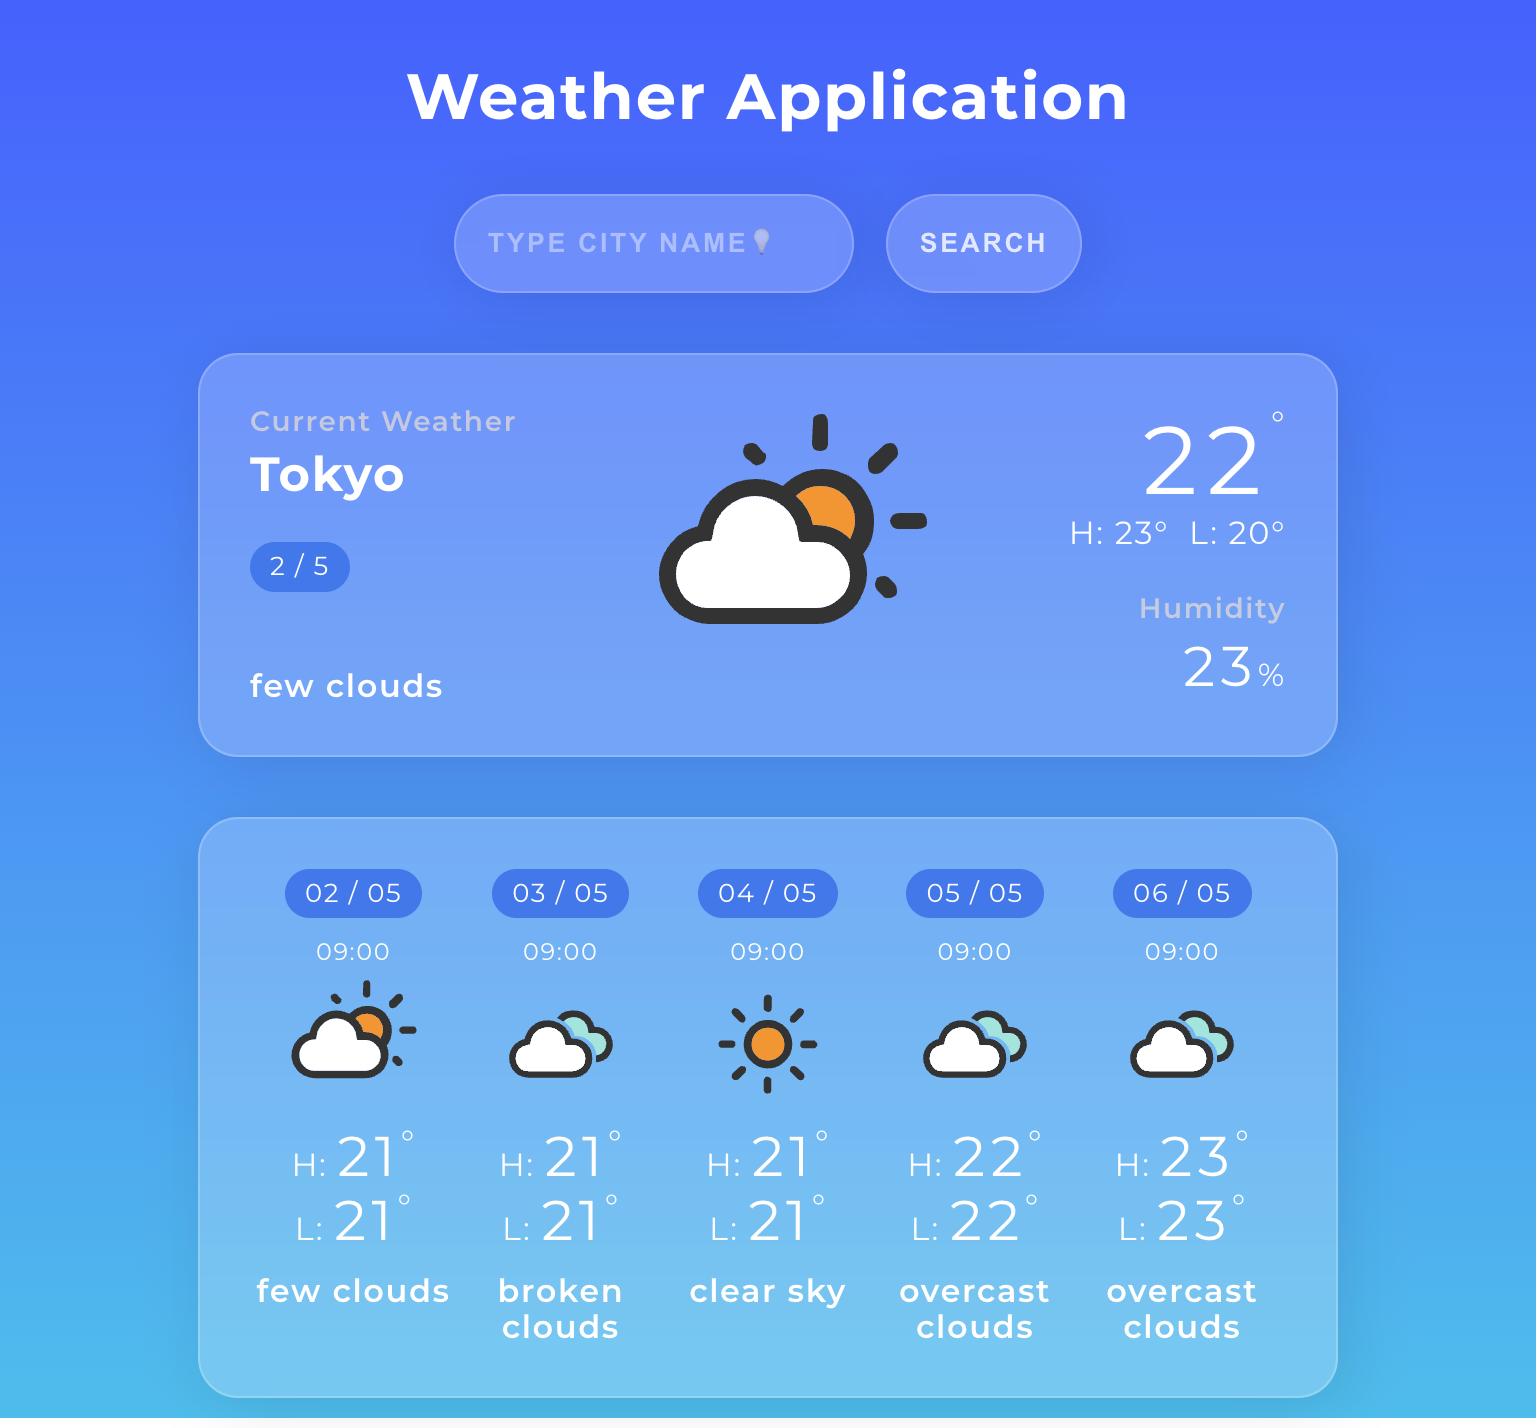 Weather Application
TYPE CITY NAME
SEARCH
Current Weather
Tokyo
2 / 5
few clouds
22°
H: 23° L: 20°
Humidity
23%
02 / 05 03 / 05 04 / 05 05 / 05 06 / 05
09:00 09:00 09:00 09:00 09:00
H: 21° H: 21° H: 21° H: 22° H: 23°
L: 21° L: 21° L: 21° L: 22° L: 23°
few clouds broken clear sky overcast overcast
clouds clouds clouds